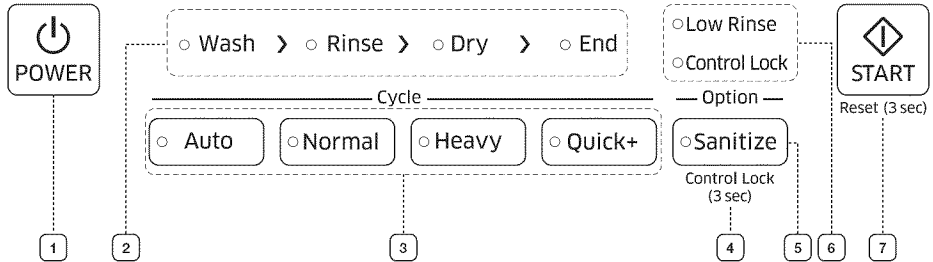 POWER
Wash > Rinse > Dry > End
Low Rinse
Control Lock
START
Reset (3 sec)
Cycle
Option
Auto
Normal
Heavy
Quick+
Sanitize
Control Lock
(3 sec)
1
2
3
4
5
6
7